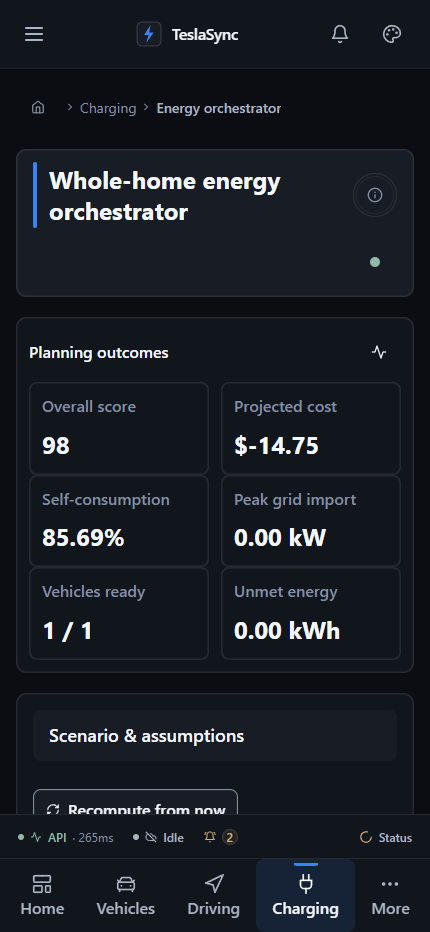 TeslaSync
Charging
Energy orchestrator
Whole-home energy
orchestrator
Planning outcomes
Overall score
98
Projected cost
$-14.75
Self-consumption
85.69%
Peak grid import
0.00 kW
Vehicles ready
1 / 1
Unmet energy
0.00 kWh
Scenario & assumptions
Recompute from now
API · 265ms
Idle
2
Status
Home
Vehicles
Driving
Charging
More